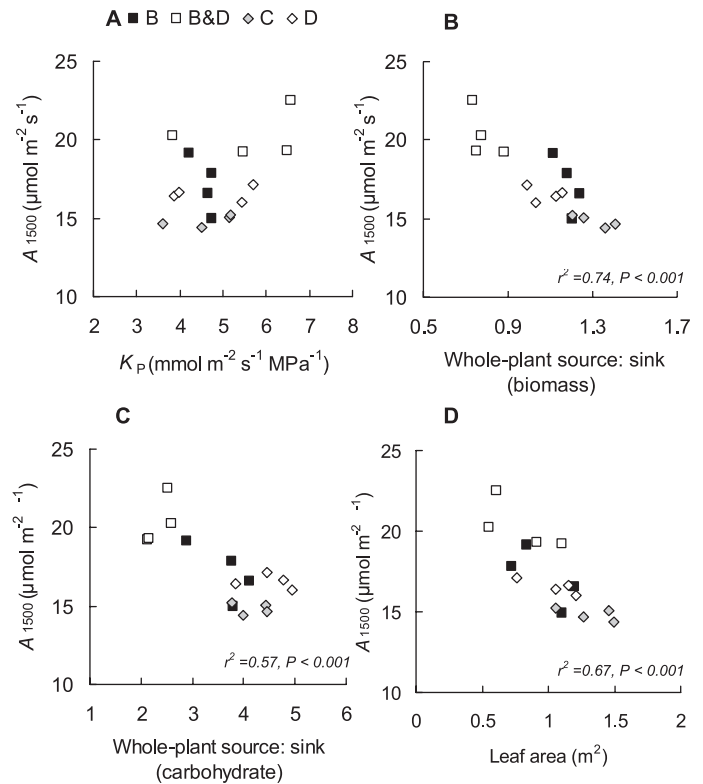 A ■ B □ B&D ◆ C ◇ D
25
20
15
10
A1500 (µmol m⁻² s⁻¹)
2 3 4 5 6 7 8
KP (mmol m⁻² s⁻¹ MPa⁻¹)
B
25
20
15
10
A1500 (µmol m⁻² s⁻¹)
r² =0.74, P < 0.001
0.5 0.9 1.3 1.7
Whole-plant source: sink
(biomass)
C
25
20
15
10
A1500 (µmol m⁻² ⁻¹)
r² =0.57, P < 0.001
1 2 3 4 5 6
Whole-plant source: sink
(carbohydrate)
D
25
20
15
10
A1500 (µmol m⁻² ⁻¹)
r² =0.67, P < 0.001
0 0.5 1 1.5 2
Leaf area (m²)